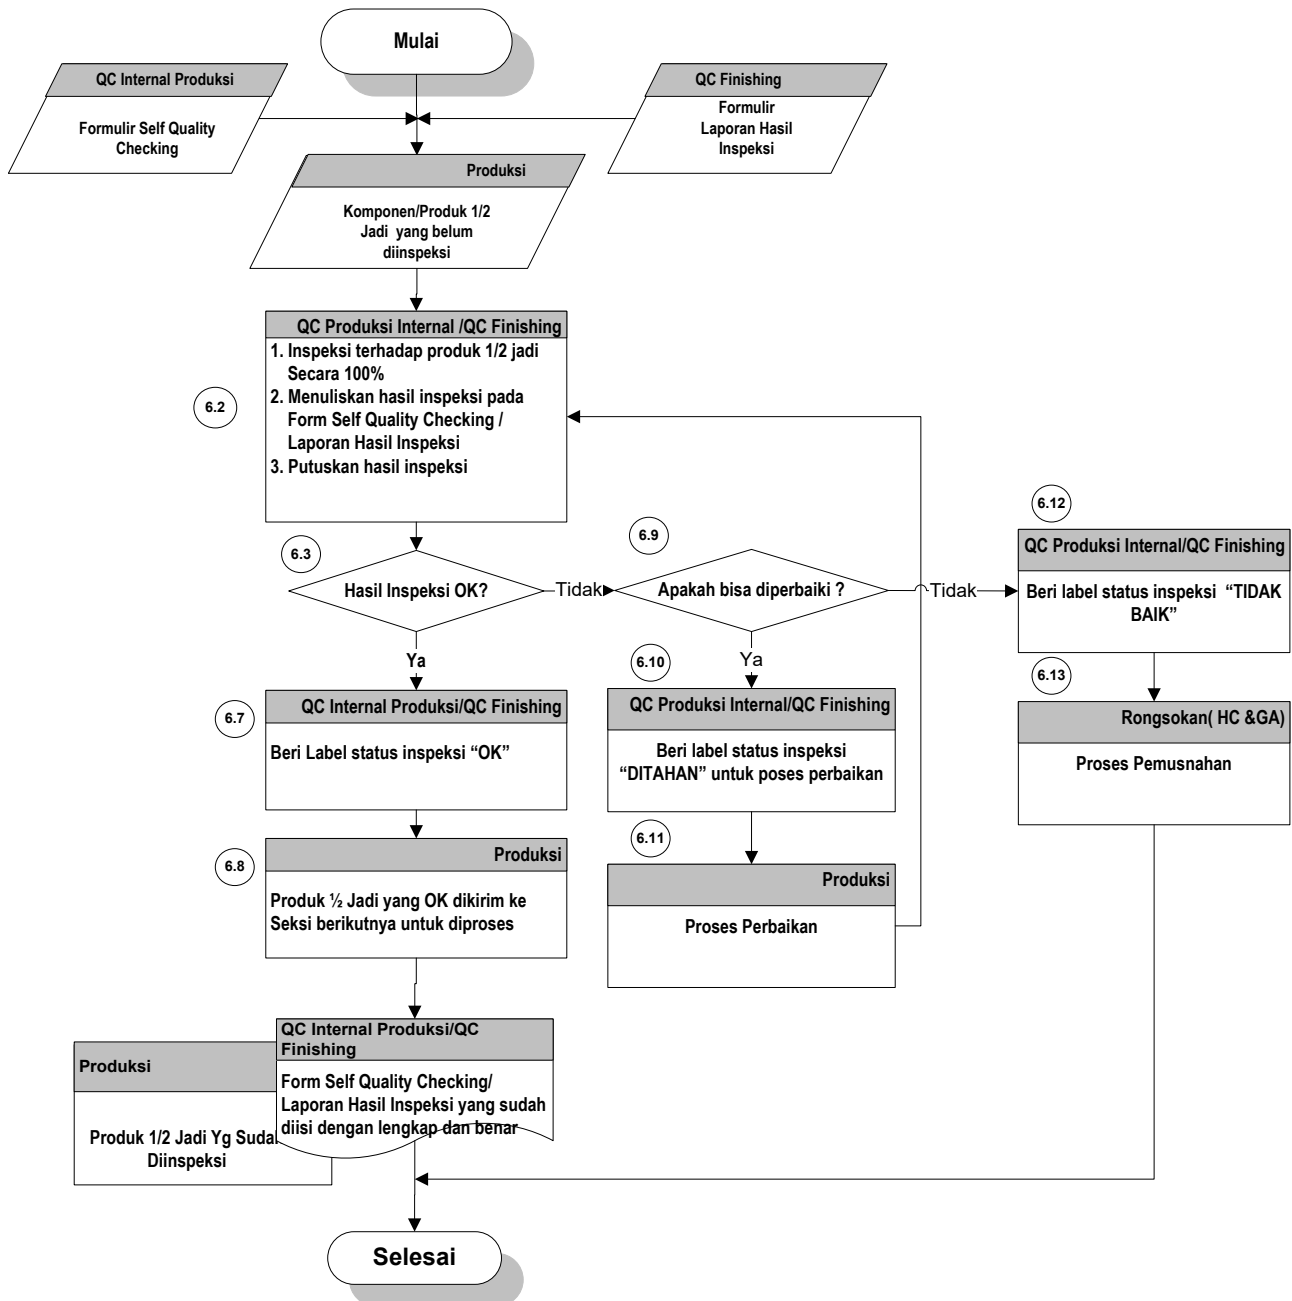 Mulai
QC Internal Produksi
Formulir Self Quality
Checking
QC Finishing
Formulir
Laporan Hasil
Inspeksi
Produksi
Komponen/Produk 1/2
Jadi yang belum
diinspeksi
6.2
QC Produksi Internal /QC Finishing
1. Inspeksi terhadap produk 1/2 jadi
Secara 100%
2. Menuliskan hasil inspeksi pada
Form Self Quality Checking /
Laporan Hasil Inspeksi
3. Putuskan hasil inspeksi
6.3
Hasil Inspeksi OK?
Tidak
6.9
Apakah bisa diperbaiki ?
Tidak
6.12
QC Produksi Internal/QC Finishing
Beri label status inspeksi “TIDAK
BAIK”
Ya
6.7
QC Internal Produksi/QC Finishing
Beri Label status inspeksi “OK”
Ya
6.10
QC Produksi Internal/QC Finishing
Beri label status inspeksi
“DITAHAN” untuk poses perbaikan
6.13
Rongsokan( HC &GA)
Proses Pemusnahan
6.8
Produksi
Produk ½ Jadi yang OK dikirim ke
Seksi berikutnya untuk diproses
6.11
Produksi
Proses Perbaikan
QC Internal Produksi/QC
Finishing
Form Self Quality Checking/
Laporan Hasil Inspeksi yang sudah
diisi dengan lengkap dan benar
Produksi
Produk 1/2 Jadi Yg Sudah
Diinspeksi
Selesai